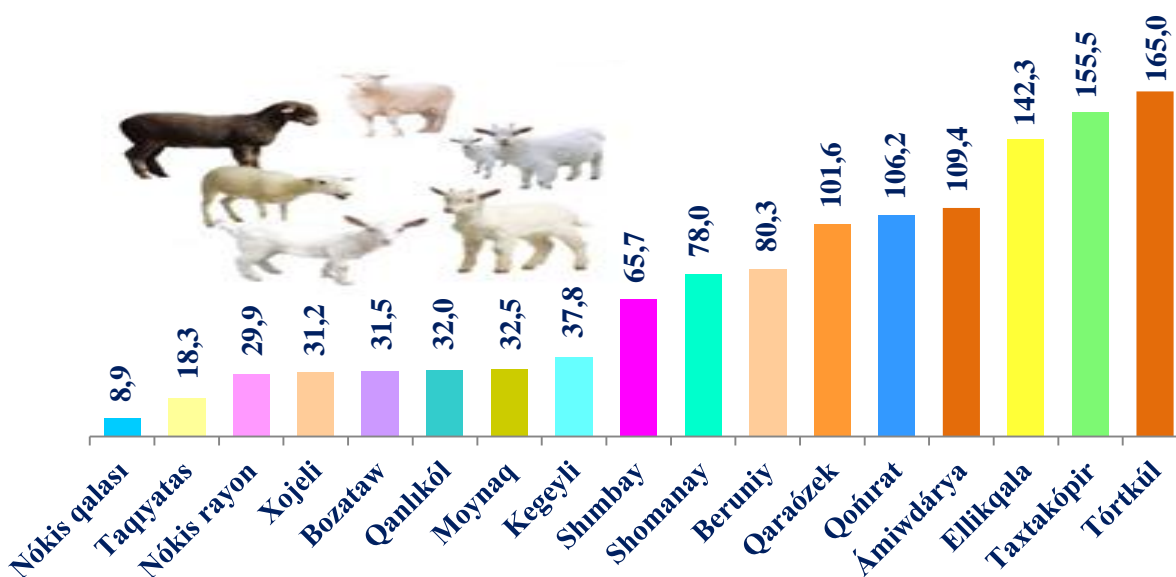 8,9
18,3
29,9
31,2
31,5
32,0
32,5
37,8
65,7
78,0
80,3
101,6
106,2
109,4
142,3
155,5
165,0
Nókis qalası
Taqıyatas
Nókis rayon
Xojeli
Bozataw
Qanlıkól
Moynaq
Kegeyli
Shımbay
Shomanay
Beruniy
Qaraózek
Qońırat
Ámiwdárya
Ellikqala
Taxtakópir
Tórtkúl